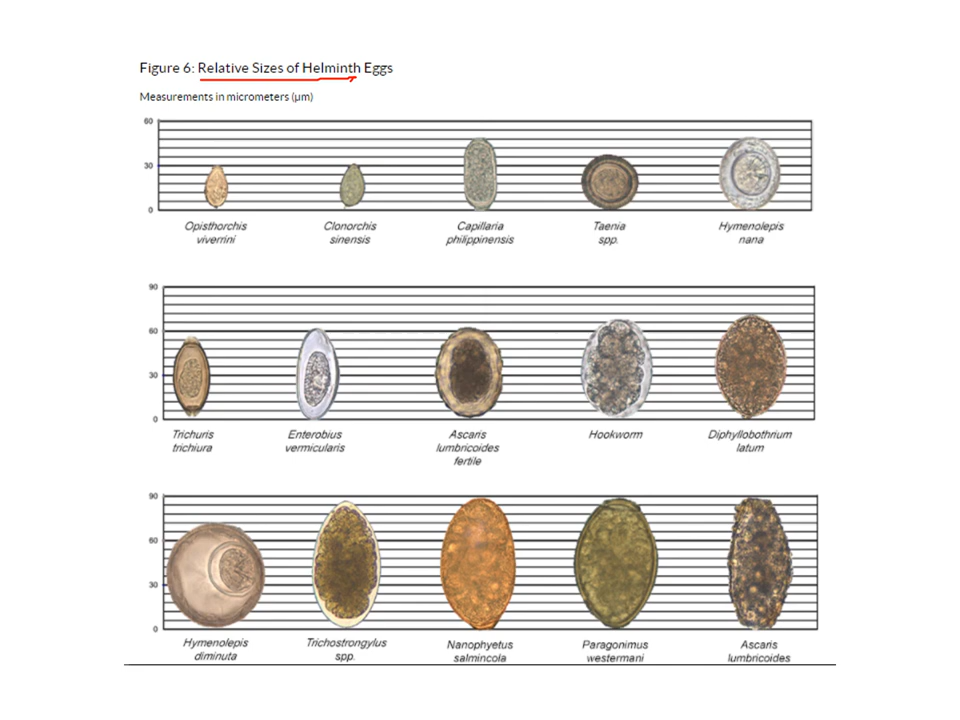 Figure 6: Relative Sizes of Helminth Eggs
Measurements in micrometers (µm)
60
30
0
Opisthorchis viverrini
Clonorchis sinensis
Capillaria philippinensis
Taenia spp.
Hymenolepis nana
90
60
30
0
Trichuris trichiura
Enterobius vermicularis
Ascaris lumbricoides fertile
Hookworm
Diphyllobothrium latum
90
60
30
0
Hymenolepis diminuta
Trichostrongylus spp.
Nanophyetus salmincola
Paragonimus westermani
Ascaris lumbricoides